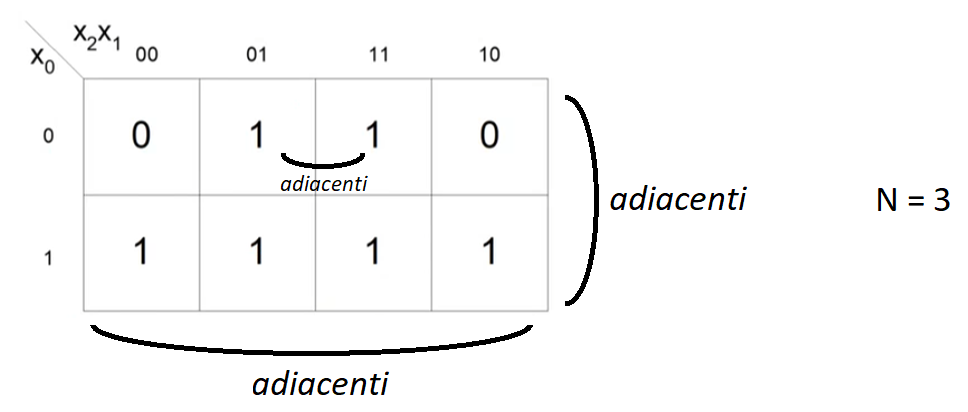 x₂x₁ 00 01 11 10
x₀
0 0 1 1 0
adiacenti
adiacenti N = 3
1 1 1 1 1
adiacenti